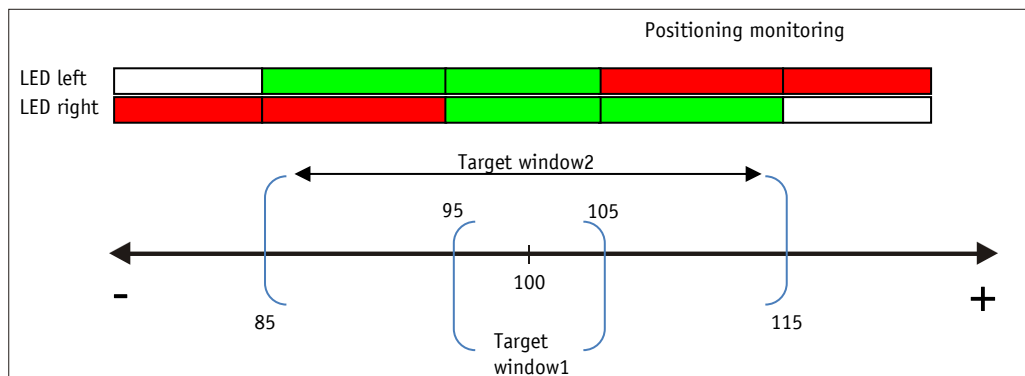 Positioning monitoring
LED left
LED right
Target window2
95
105
100
-
+
85
115
Target
window1